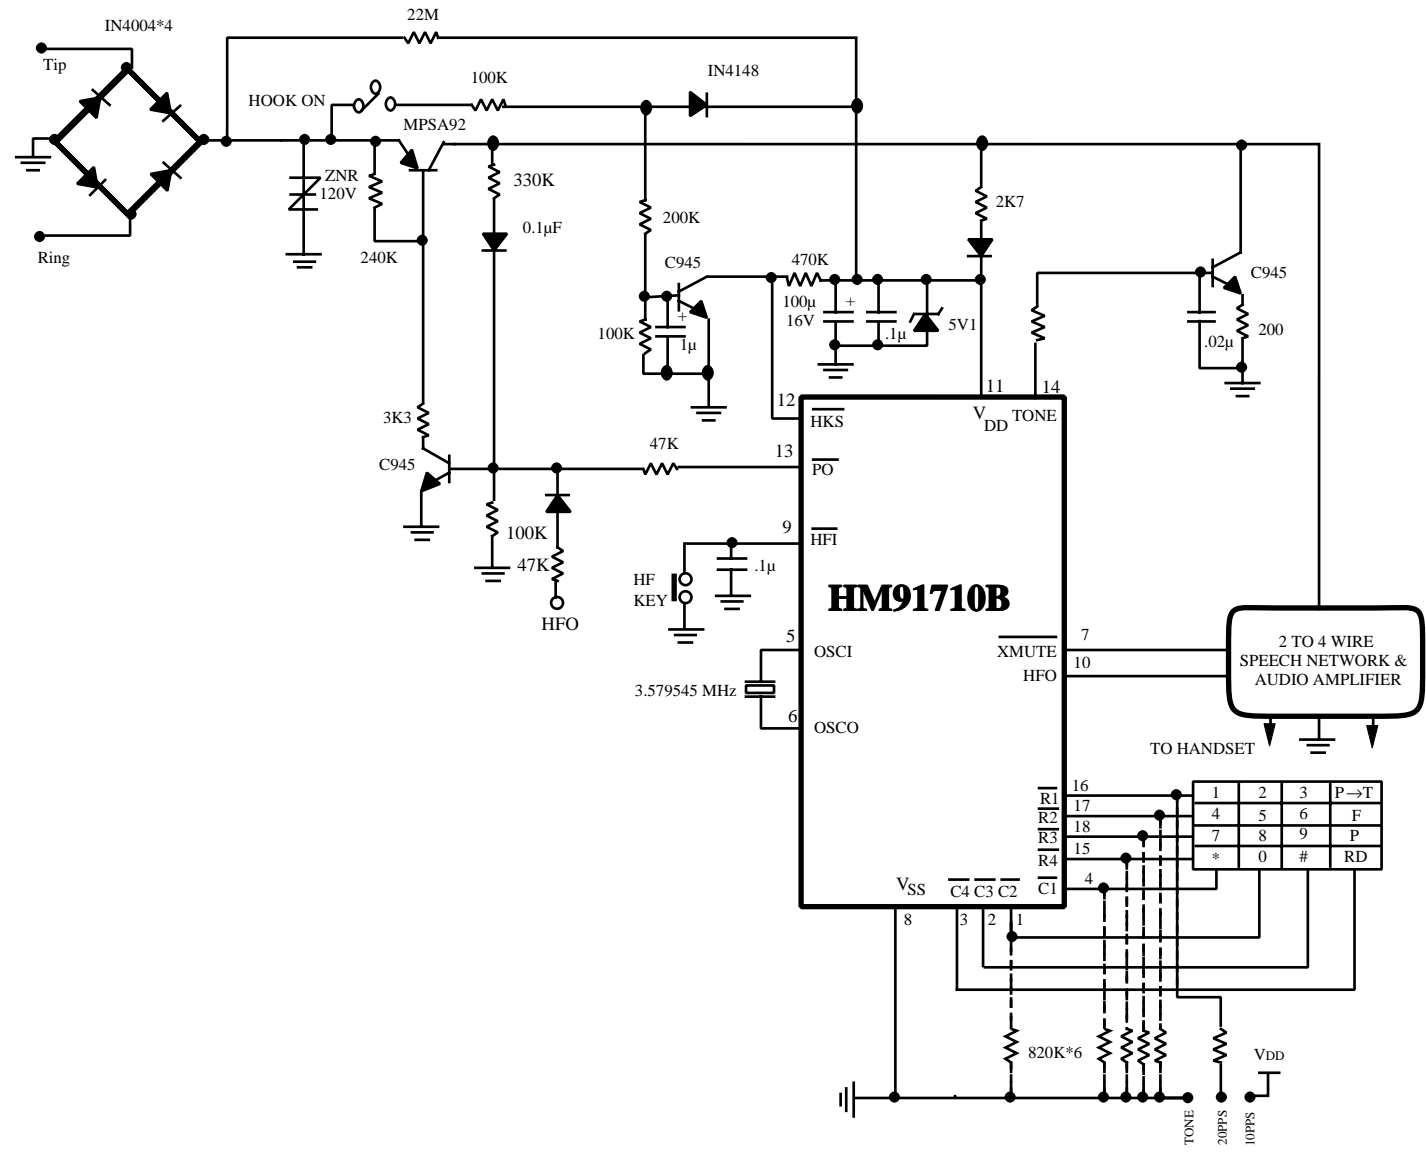 IN4004*4
22M
Tip
HOOK ON
100K
IN4148
MPSA92
ZNR
120V
330K
0.1µF
240K
Ring
200K
C945
470K
2K7
100µ
16V
+
.1µ
5V1
C945
200
.02µ
100K
+
1µ
12
11
14
HKS
VDD
TONE
3K3
C945
47K
13
PO
9
HFI
100K
47K
HFO
HF
KEY
.1µ
HM91710B
5
OSCI
3.579545 MHz
6
OSCO
XMUTE
7
HFO
10
2 TO 4 WIRE
SPEECH NETWORK &
AUDIO AMPLIFIER
TO HANDSET
R1
16
R2
17
R3
18
R4
15
C1
4
1 2 3 P→T
4 5 6 F
7 8 9 P
* 0 # RD
VSS
C4 C3 C2
8
3
2
1
820K*6
VDD
TONE
20PPS
10PPS